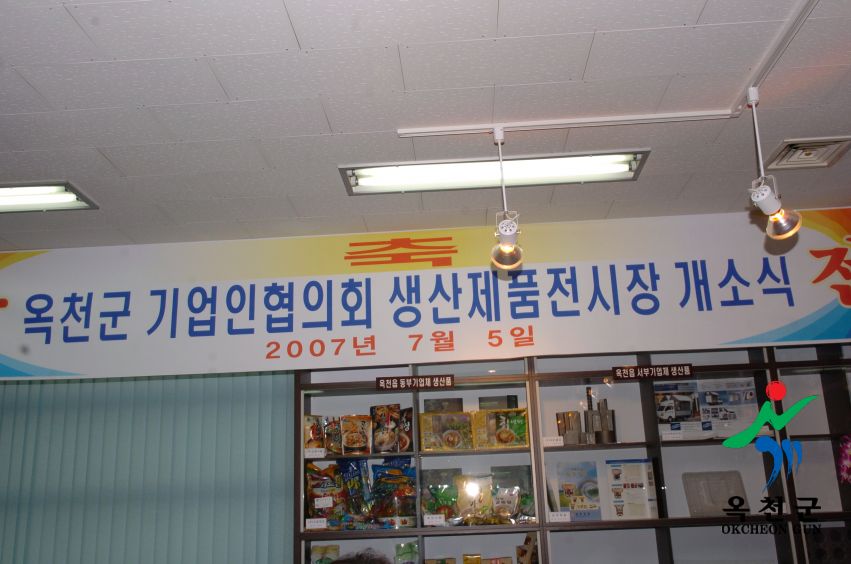 축
옥천군 기업인협의회 생산제품전시장 개소식
2007년 7월 5일
옥천읍 동부기업체 생산품
옥천읍 서부기업체 생산품
옥천군
OKCHEON GUN